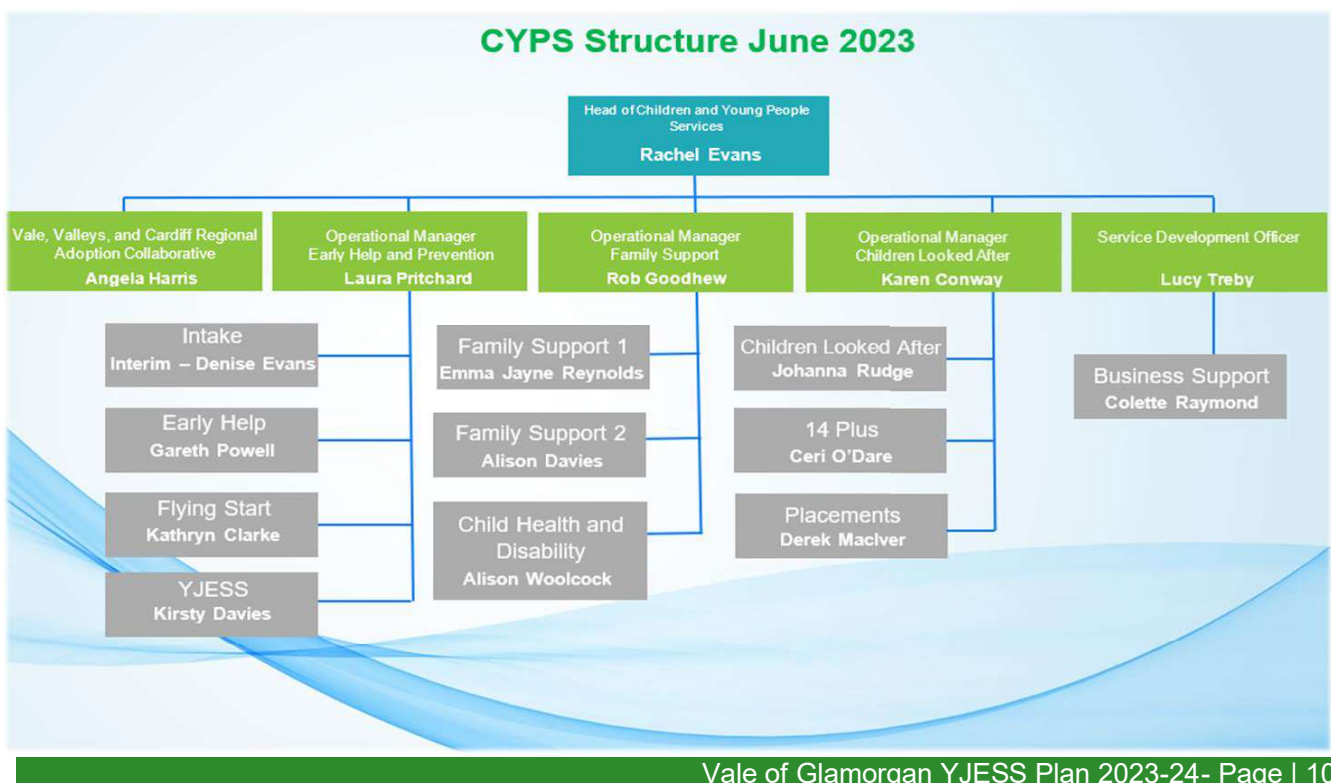 CYPS Structure June 2023
Head of Children and Young People
Services
Rachel Evans
Vale, Valleys, and Cardiff Regional
Adoption Collaborative
Angela Harris
Operational Manager
Early Help and Prevention
Laura Pritchard
Operational Manager
Family Support
Rob Goodhew
Operational Manager
Children Looked After
Karen Conway
Service Development Officer
Lucy Treby
Intake
Interim – Denise Evans
Early Help
Gareth Powell
Flying Start
Kathryn Clarke
YJESS
Kirsty Davies
Family Support 1
Emma Jayne Reynolds
Family Support 2
Alison Davies
Child Health and
Disability
Alison Woolcock
Children Looked After
Johanna Rudge
14 Plus
Ceri O'Dare
Placements
Derek MacIver
Business Support
Colette Raymond
Vale of Glamorgan YJESS Plan 2023-24- Page | 10